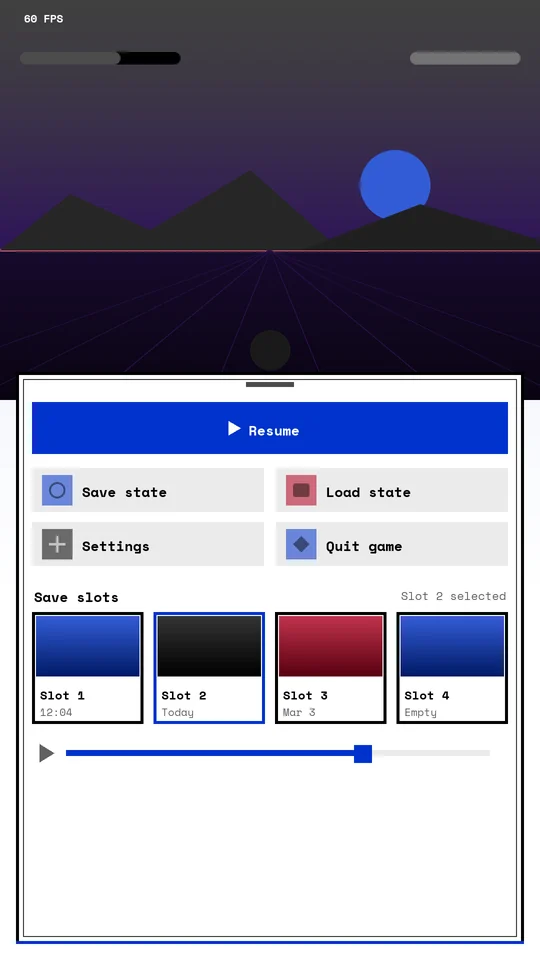 60 FPS
Resume
Save state
Load state
Settings
Quit game
Save slots
Slot 2 selected
Slot 1
12:04
Slot 2
Today
Slot 3
Mar 3
Slot 4
Empty